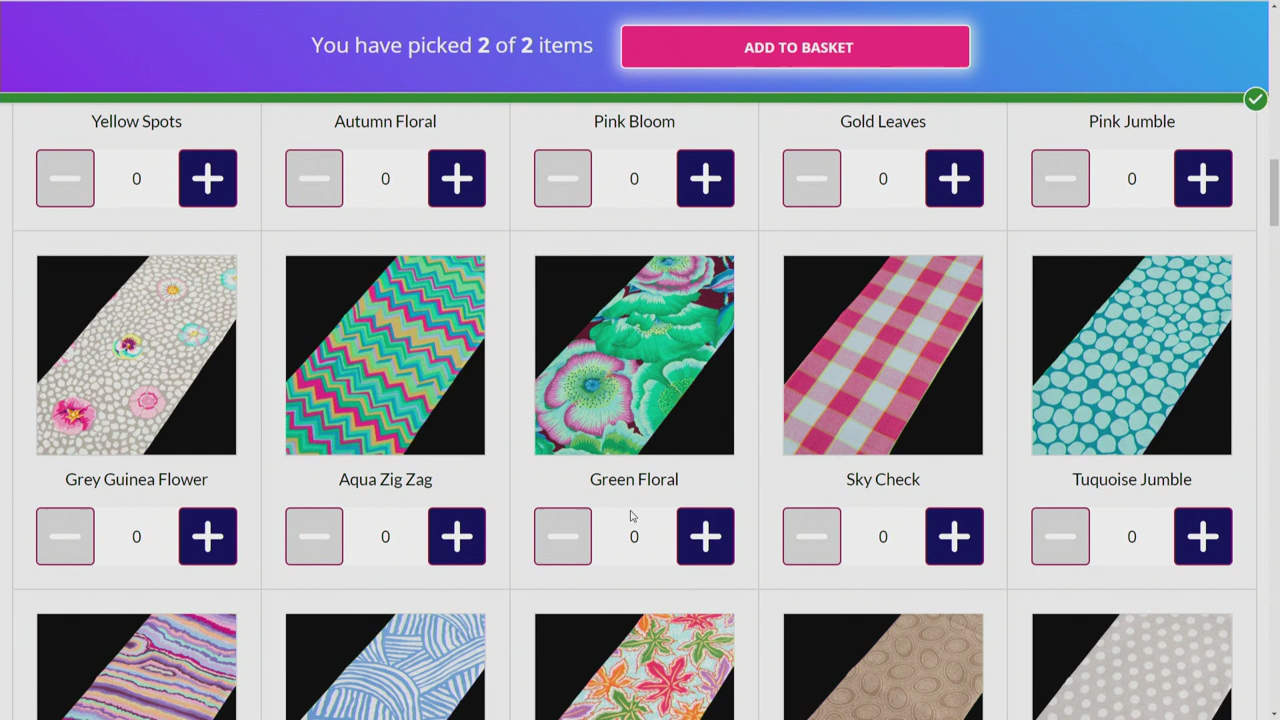 You have picked 2 of 2 items
ADD TO BASKET
Yellow Spots
Autumn Floral
Pink Bloom
Gold Leaves
Pink Jumble
0
0
0
0
0
Grey Guinea Flower
Aqua Zig Zag
Green Floral
Sky Check
Tuquoise Jumble
0
0
0
0
0